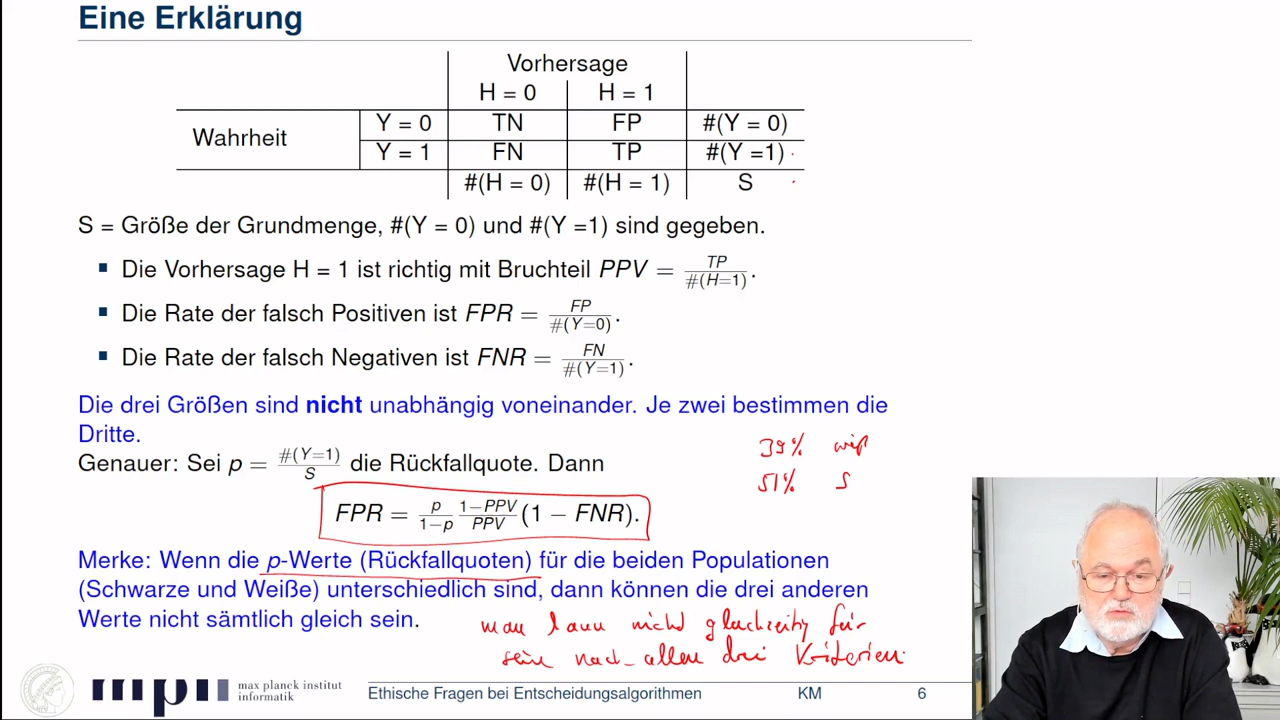 Eine Erklärung
Vorhersage
H = 0 H = 1
Wahrheit
Y = 0 TN FP #(Y = 0)
Y = 1 FN TP #(Y =1)
#(H = 0) #(H = 1) S
S = Größe der Grundmenge, #(Y = 0) und #(Y =1) sind gegeben.
Die Vorhersage H = 1 ist richtig mit Bruchteil PPV = TP/#(H=1).
Die Rate der falsch Positiven ist FPR = FP/#(Y=0).
Die Rate der falsch Negativen ist FNR = FN/#(Y=1).
Die drei Größen sind nicht unabhängig voneinander. Je zwei bestimmen die
Dritte.
Genauer: Sei p = #(Y=1)/S die Rückfallquote. Dann
39%
51% S
FPR = p/1−p 1−PPV/PPV (1 − FNR).
Merke: Wenn die p-Werte (Rückfallquoten) für die beiden Populationen
(Schwarze und Weiße) unterschiedlich sind, dann können die drei anderen
Werte nicht sämtlich gleich sein.
man kann nicht gleichzeitig fair
sein nach allen drei Kriterien.
max planck institut
informatik
Ethische Fragen bei Entscheidungsalgorithmen KM 6